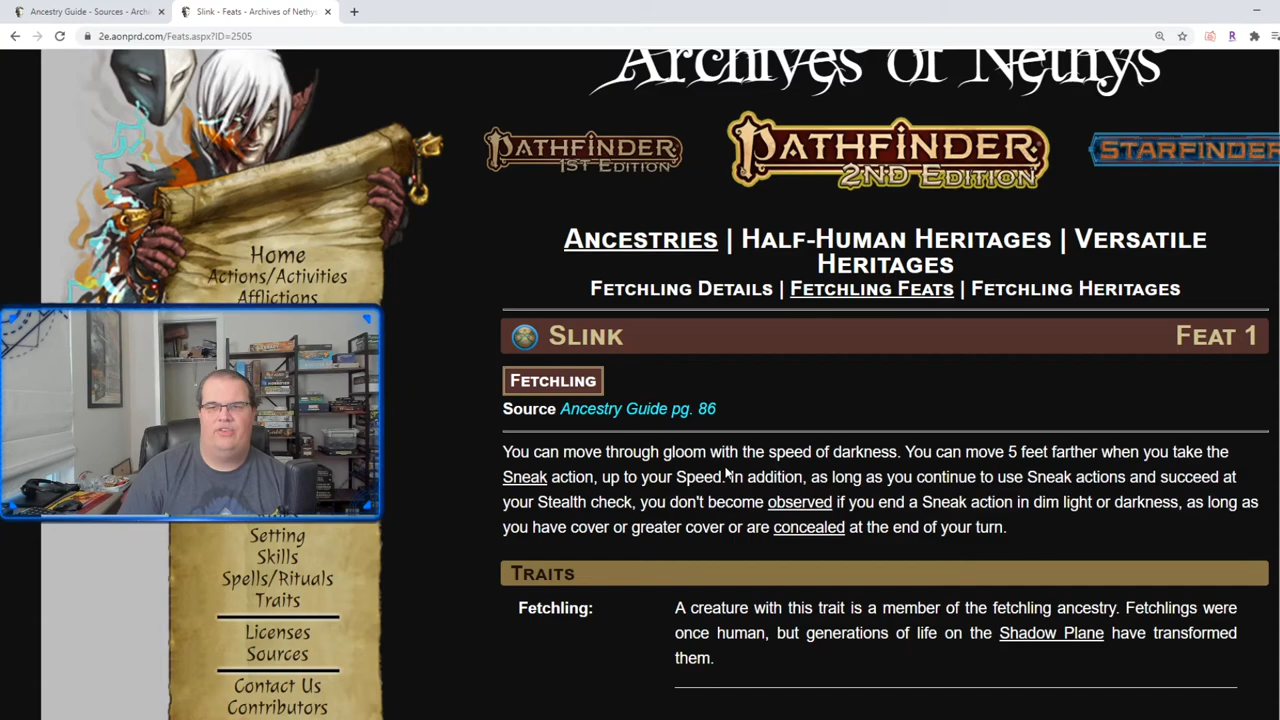 Ancestry Guide - Sources - Arch
Slink - Feats - Archives of Nethys
2e.aonprd.com/Feats.aspx?ID=2505
R
Archives of Nethys
PATHFINDER
1ST EDITION
PATHFINDER
2ND EDITION
STARFINDER
Home
Actions/Activities
Afflictions
Setting
Skills
Spells/Rituals
Traits
Licenses
Sources
Contact Us
Contributors
ANCESTRIES | HALF-HUMAN HERITAGES | VERSATILE
HERITAGES
FETCHLING DETAILS | FETCHLING FEATS | FETCHLING HERITAGES
SLINK FEAT 1
FETCHLING
Source Ancestry Guide pg. 86
You can move through gloom with the speed of darkness. You can move 5 feet farther when you take the
Sneak action, up to your Speed. In addition, as long as you continue to use Sneak actions and succeed at
your Stealth check, you don't become observed if you end a Sneak action in dim light or darkness, as long as
you have cover or greater cover or are concealed at the end of your turn.
TRAITS
Fetchling: A creature with this trait is a member of the fetchling ancestry. Fetchlings were
once human, but generations of life on the Shadow Plane have transformed
them.